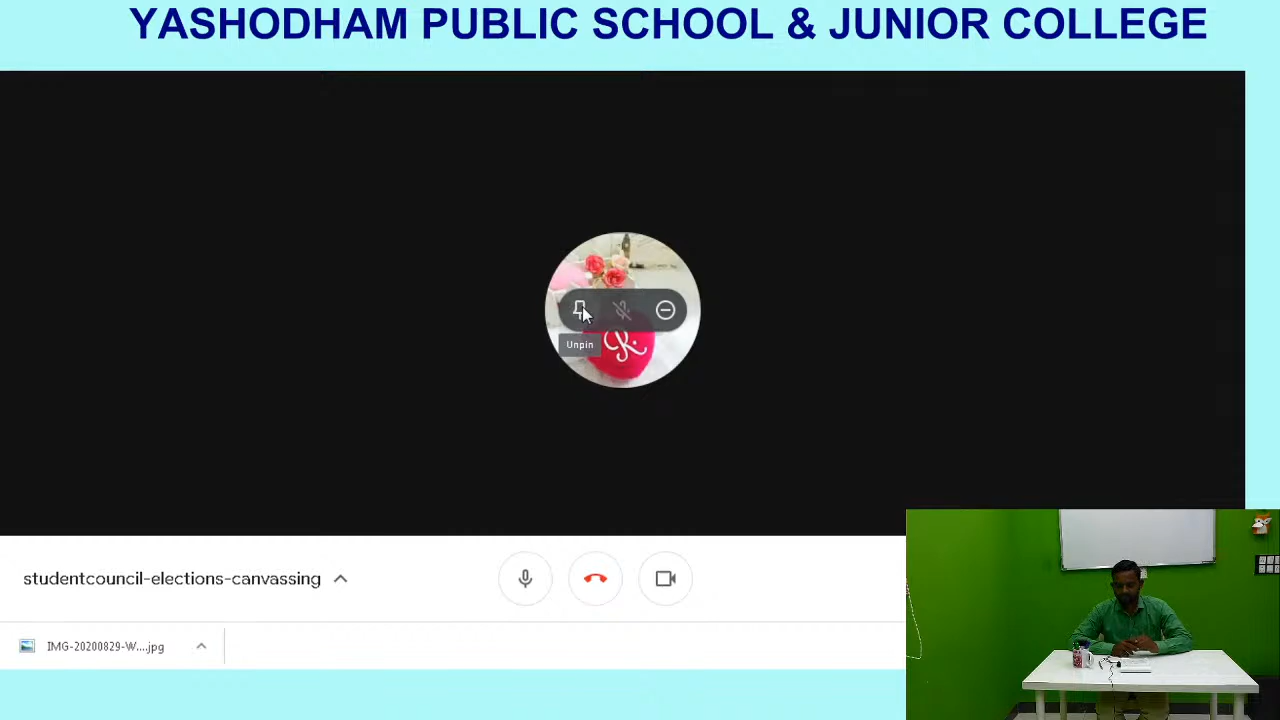 YASHODHAM PUBLIC SCHOOL & JUNIOR COLLEGE
R
Unpin
studentcouncil-elections-canvassing
IMG-20200829-W....jpg